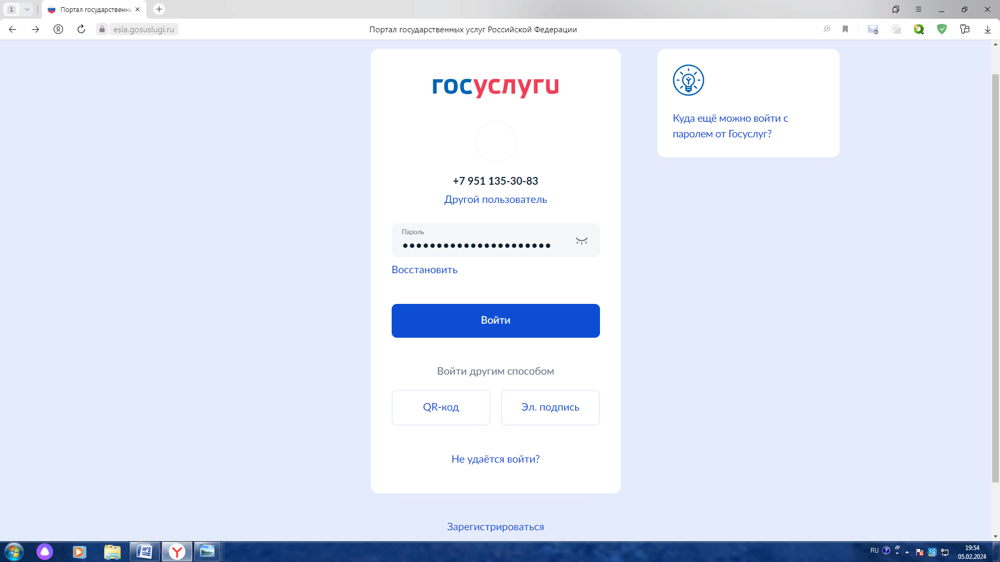 1
Портал государственнь
esia.gosuslugi.ru
Портал государственных услуг Российской Федерации
госуслуги
+7 951 135-30-83
Другой пользователь
Пароль
Восстановить
Войти
Войти другим способом
QR-код
Эл. подпись
Не удаётся войти?
Зарегистрироваться
Куда ещё можно войти с
паролем от Госуслуг?
RU
19:54
05.02.2024